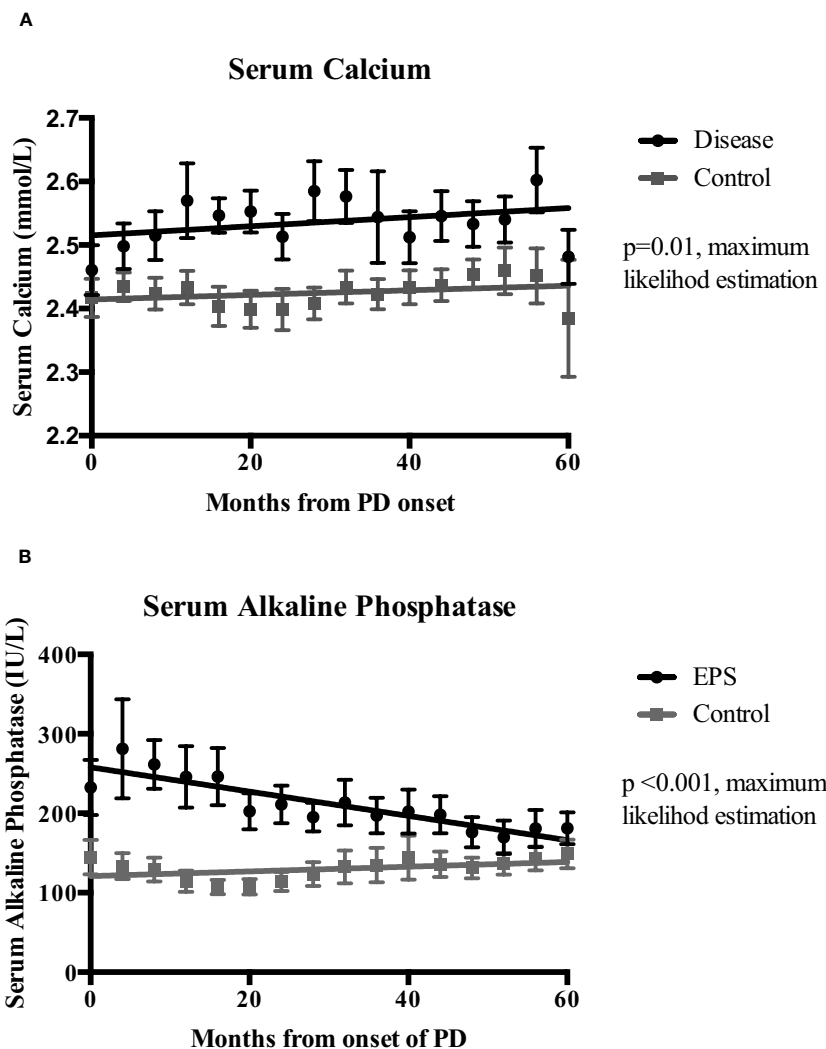 A
Serum Calcium
Serum Calcium (mmol/L)
2.7
2.6
2.5
2.4
2.3
2.2
0
20
40
60
Months from PD onset
Disease
Control
p=0.01, maximum
likelihod estimation
B
Serum Alkaline Phosphatase
Serum Alkaline Phosphatase (IU/L)
400
300
200
100
0
0
20
40
60
Months from onset of PD
EPS
Control
p <0.001, maximum
likelihod estimation